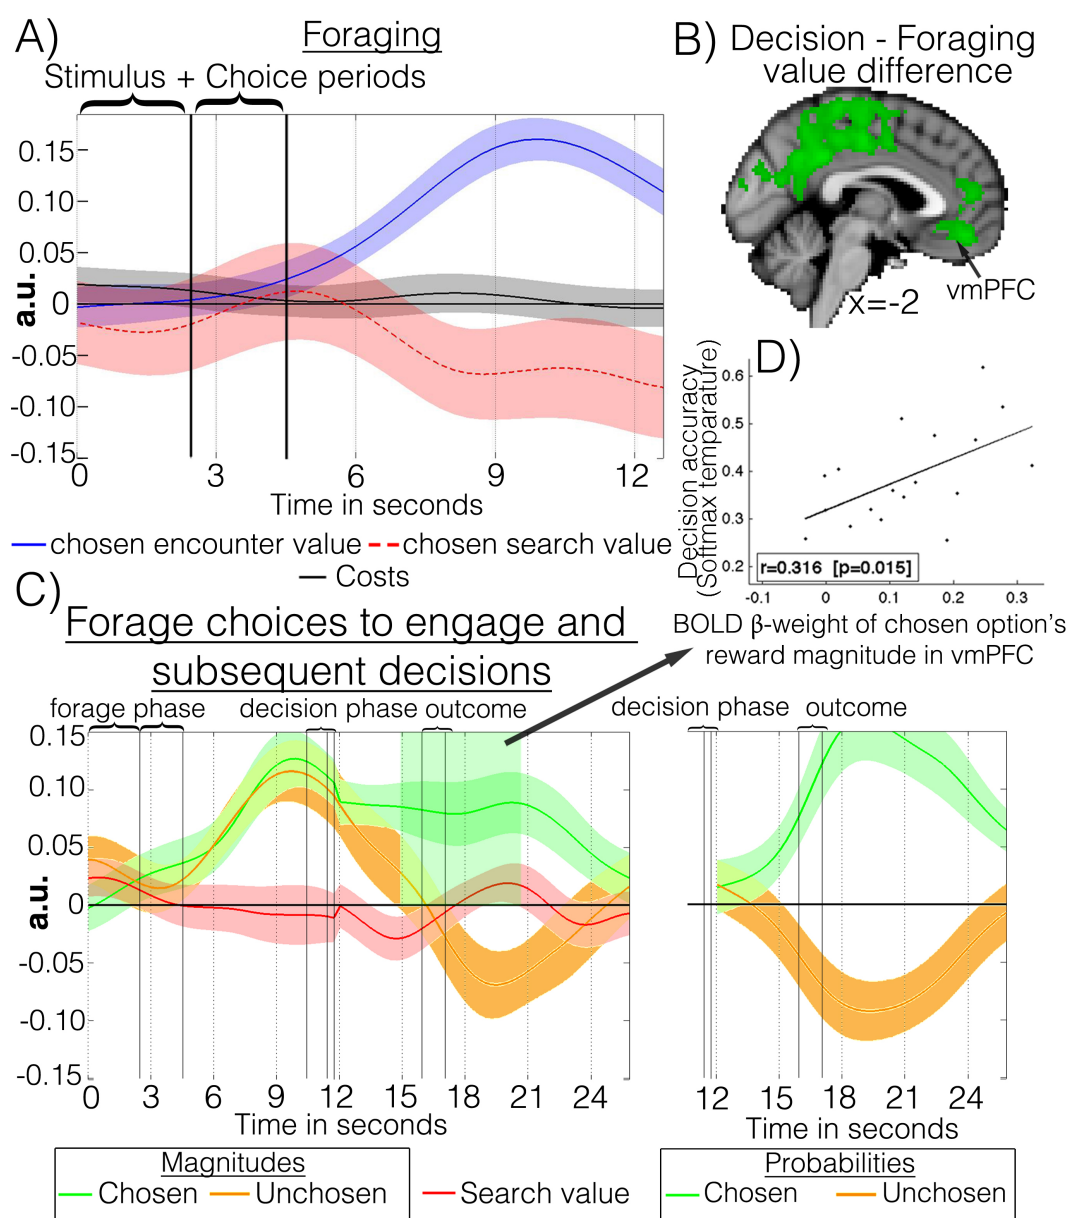 A)
Foraging
Stimulus + Choice periods
a.u.
0.15
0.10
0.05
0
-0.05
-0.10
-0.15
0 3 6 9 12
Time in seconds
chosen encounter value chosen search value
Costs
B) Decision - Foraging
value difference
vmPFC
x=-2
D)
Decision accuracy
(Softmax temparature)
0.6
0.5
0.4
0.3
0.2
r=0.316 [p=0.015]
-0.1 0 0.1 0.2 0.3
BOLD β-weight of chosen option's
reward magnitude in vmPFC
C)
Forage choices to engage and
subsequent decisions
forage phase decision phase outcome
a.u.
0.15
0.10
0.05
0
-0.05
-0.10
-0.15
0 3 6 9 12 15 18 21 24
Time in seconds
decision phase outcome
12 15 18 21 24
Time in seconds
Magnitudes
Chosen Unchosen Search value
Probabilities
Chosen Unchosen